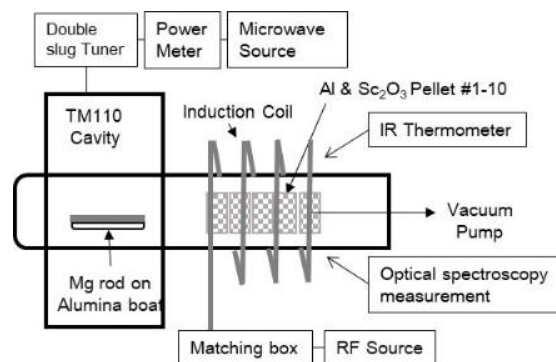 Double
slug Tuner
Power
Meter
Microwave
Source
TM110
Cavity
Induction Coil
Al & Sc₂O₃ Pellet #1-10
IR Thermometer
Vacuum
Pump
Mg rod on
Alumina boat
Optical spectroscopy
measurement
Matching box
RF Source